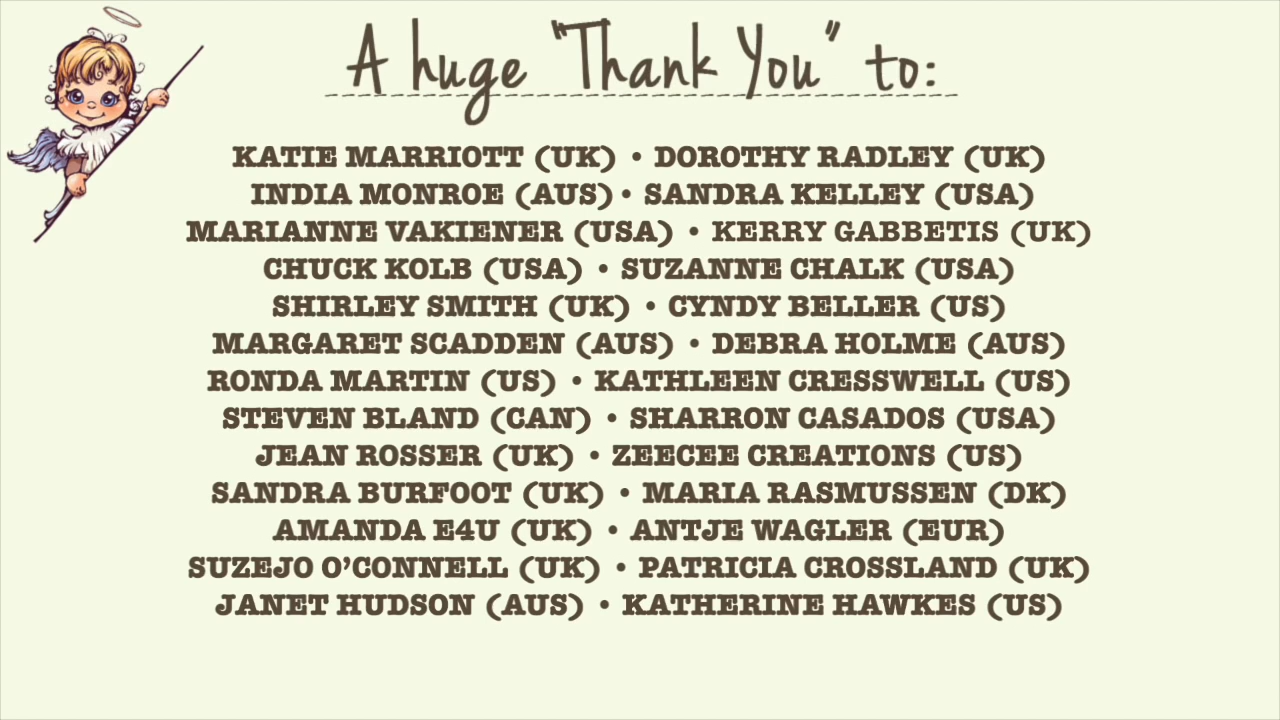 A huge "Thank You" to:
KATIE MARRIOTT (UK) • DOROTHY RADLEY (UK)
INDIA MONROE (AUS) • SANDRA KELLEY (USA)
MARIANNE VAKIENER (USA) • KERRY GABBETIS (UK)
CHUCK KOLB (USA) • SUZANNE CHALK (USA)
SHIRLEY SMITH (UK) • CYNDY BELLER (US)
MARGARET SCADDEN (AUS) • DEBRA HOLME (AUS)
RONDA MARTIN (US) • KATHLEEN CRESSWELL (US)
STEVEN BLAND (CAN) • SHARRON CASADOS (USA)
JEAN ROSSER (UK) • ZEECEE CREATIONS (US)
SANDRA BURFOOT (UK) • MARIA RASMUSSEN (DK)
AMANDA E4U (UK) • ANTJE WAGLER (EUR)
SUZEJO O'CONNELL (UK) • PATRICIA CROSSLAND (UK)
JANET HUDSON (AUS) • KATHERINE HAWKES (US)